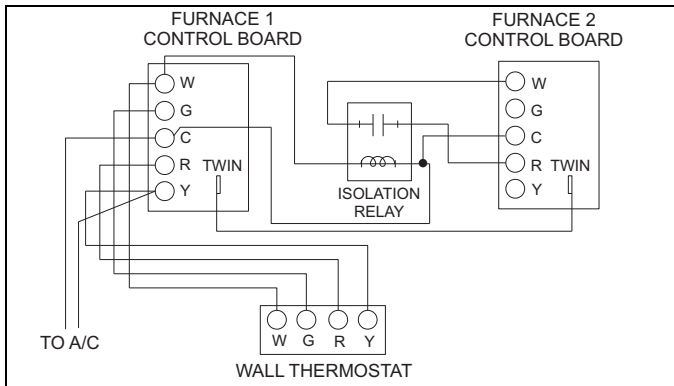 FURNACE 1
CONTROL BOARD
FURNACE 2
CONTROL BOARD
W
G
C
R TWIN
Y
ISOLATION
RELAY
W
G
C
R TWIN
Y
W G R Y
WALL THERMOSTAT
TO A/C